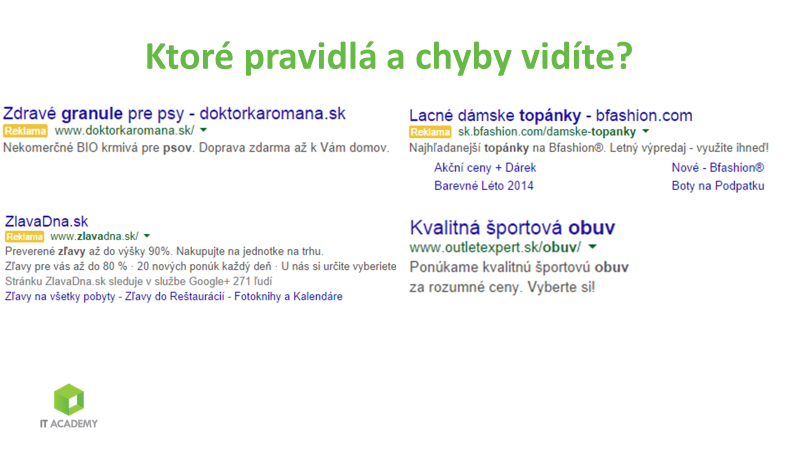 Ktoré pravidlá a chyby vidíte?
Zdravé granule pre psy - doktorkaromana.sk
Reklama www.doktorkaromana.sk/
Nekomerčné BIO krmivá pre psov. Doprava zdarma až k Vám domov.
Lacné dámske topánky - bfashion.com
Reklama sk.bfashion.com/damske-topanky
Najhľadanejší topánky na Bfashion®. Letný výpredaj - využite ihneď!
Akční ceny + Dárek Nové - Bfashion®
Barevné Léto 2014 Boty na Podpatku
ZlavaDna.sk
Reklama www.zlavadna.sk/
Preverené zľavy až do výšky 90%. Nakupujte na jednotke na trhu.
Zľavy pre vás až do 80 % · 20 nových ponúk každý deň · U nás si určite vyberiete
Stránku ZlavaDna.sk sleduje v službe Google+ 271 ľudí
Zľavy na všetky pobyty - Zľavy do Reštaurácií - Fotoknihy a Kalendáre
Kvalitná športová obuv
www.outletexpert.sk/obuv/
Ponúkame kvalitnú športovú obuv
za rozumné ceny. Vyberte si!
IT ACADEMY